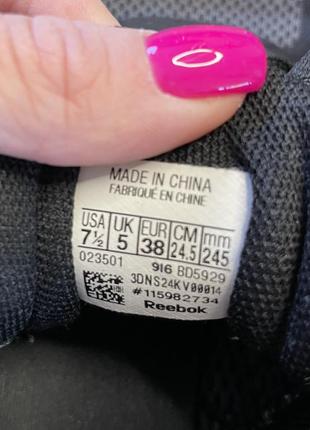 MADE IN CHINA
FABRIQUÉ EN CHINE
USA UK EUR CM mm
7½ 5 38 24.5 245
023501 916 BD5929
3DNS24KV00014
#115982734
Reebok